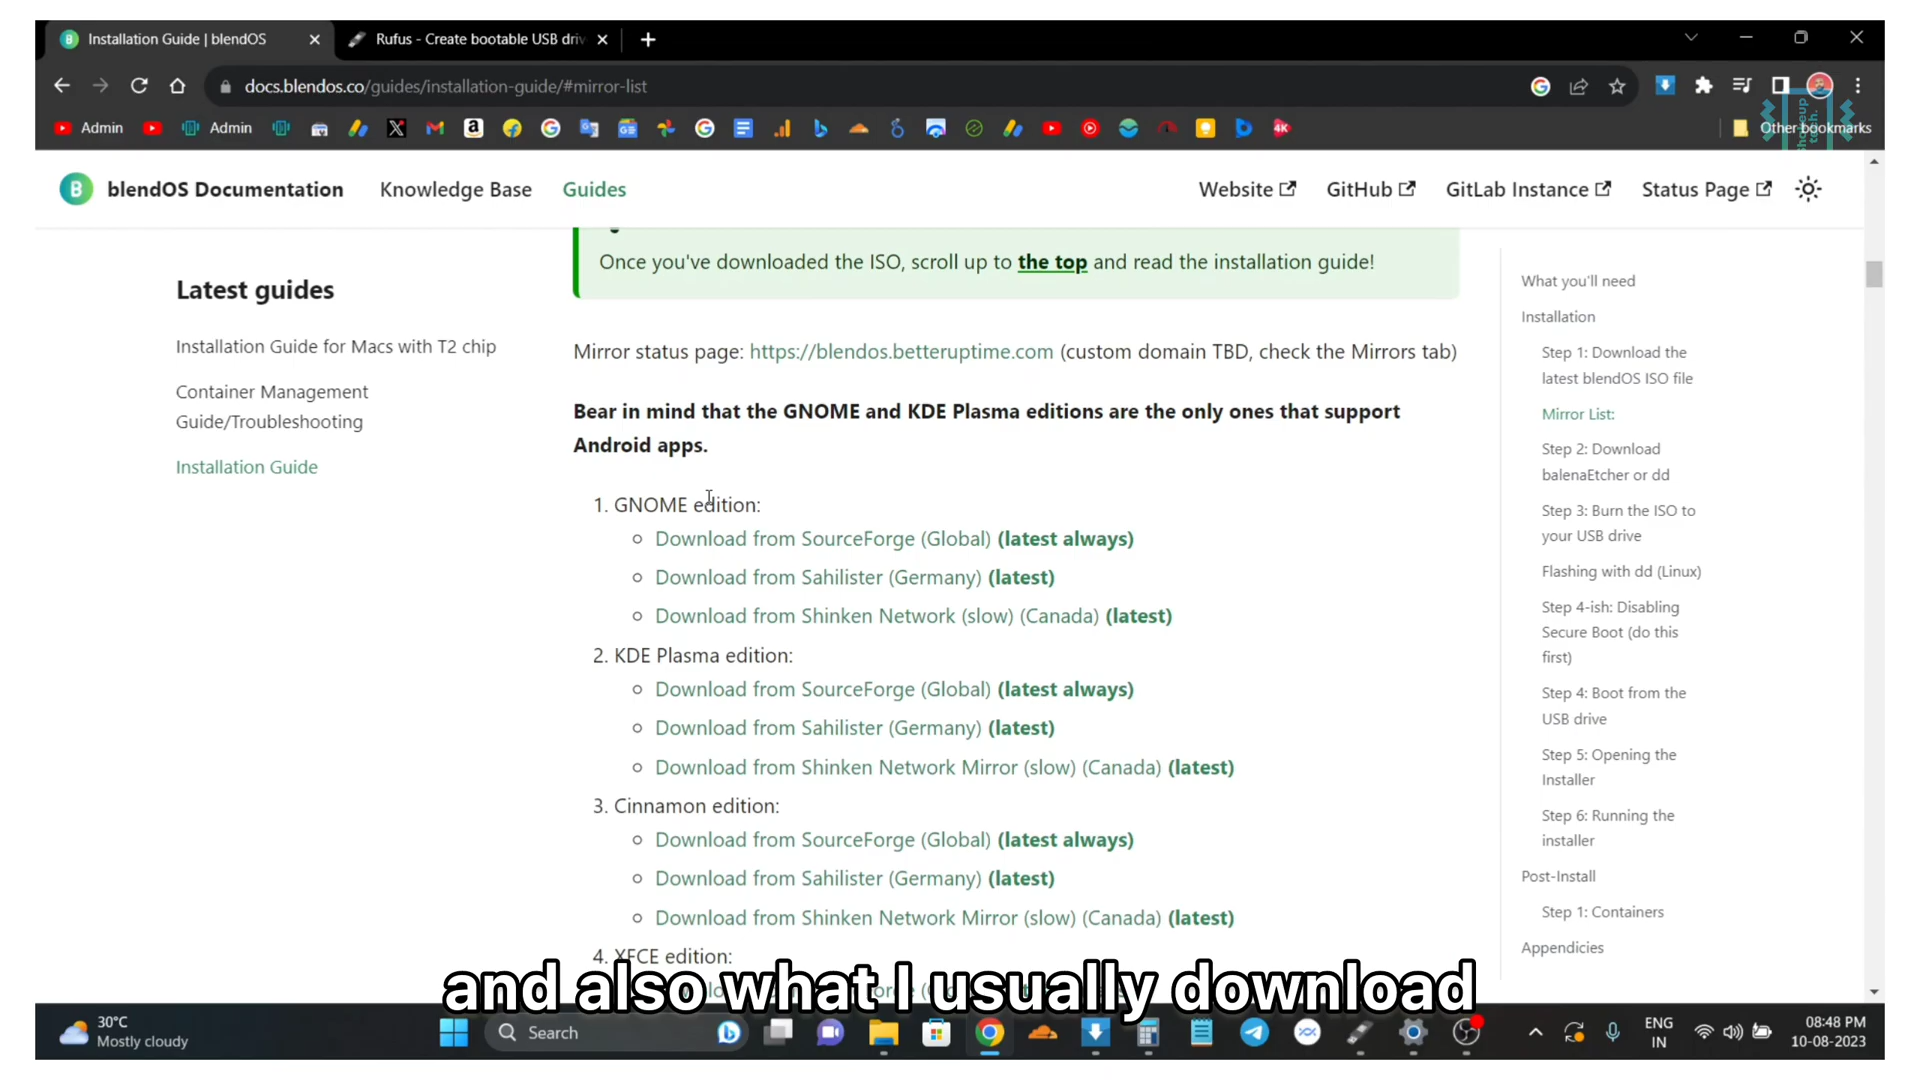 Installation Guide | blendOS
Rufus - Create bootable USB driv
docs.blendos.co/guides/installation-guide/#mirror-list
Admin
Admin
Other bookmarks
blendOS Documentation
Knowledge Base
Guides
Website
GitHub
GitLab Instance
Status Page
Latest guides
Installation Guide for Macs with T2 chip
Container Management
Guide/Troubleshooting
Installation Guide
Once you've downloaded the ISO, scroll up to the top and read the installation guide!
Mirror status page: https://blendos.betteruptime.com (custom domain TBD, check the Mirrors tab)
Bear in mind that the GNOME and KDE Plasma editions are the only ones that support
Android apps.
1. GNOME edition:
Download from SourceForge (Global) (latest always)
Download from Sahilister (Germany) (latest)
Download from Shinken Network (slow) (Canada) (latest)
2. KDE Plasma edition:
Download from SourceForge (Global) (latest always)
Download from Sahilister (Germany) (latest)
Download from Shinken Network Mirror (slow) (Canada) (latest)
3. Cinnamon edition:
Download from SourceForge (Global) (latest always)
Download from Sahilister (Germany) (latest)
Download from Shinken Network Mirror (slow) (Canada) (latest)
4. XFCE edition:
What you'll need
Installation
Step 1: Download the
latest blendOS ISO file
Mirror List:
Step 2: Download
balenaEtcher or dd
Step 3: Burn the ISO to
your USB drive
Flashing with dd (Linux)
Step 4-ish: Disabling
Secure Boot (do this
first)
Step 4: Boot from the
USB drive
Step 5: Opening the
Installer
Step 6: Running the
installer
Post-Install
Step 1: Containers
Appendicies
and also what I usually download
30°C
Mostly cloudy
Search
ENG
IN
08:48 PM
10-08-2023